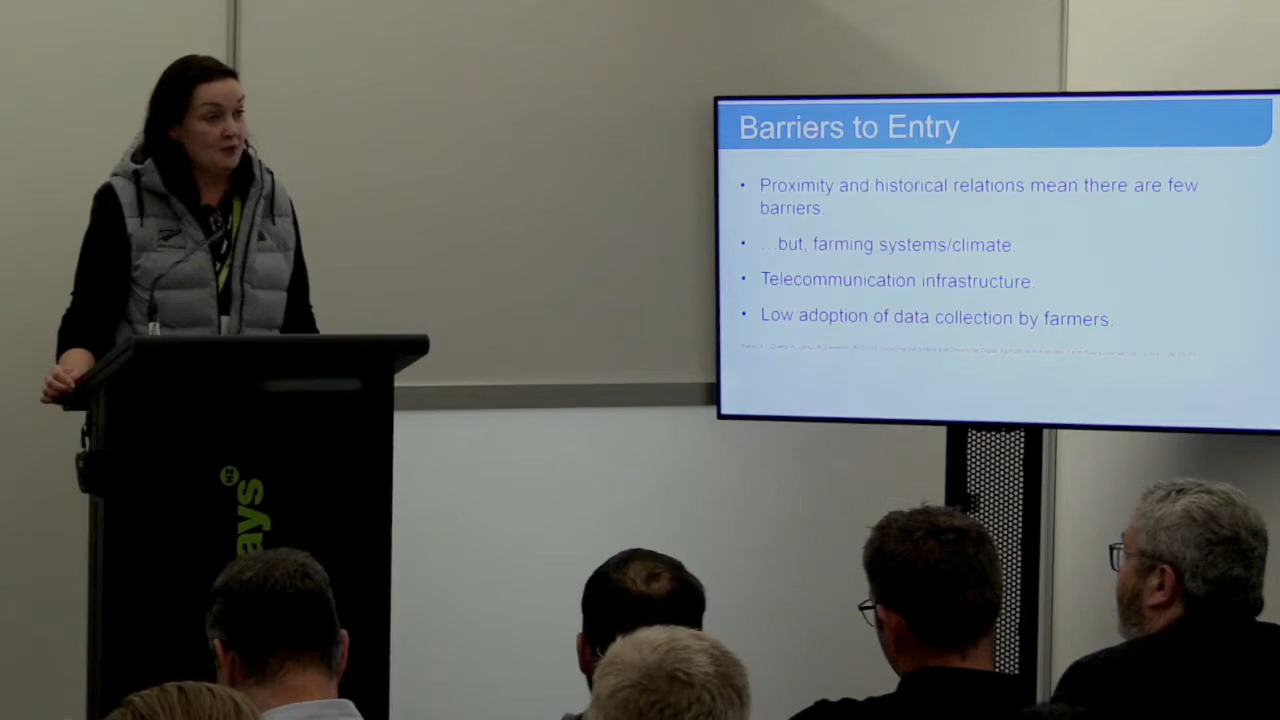 Barriers to Entry
• Proximity and historical relations mean there are few
barriers.
• ...but, farming systems/climate.
• Telecommunication infrastructure.
• Low adoption of data collection by farmers.
NZ
ays